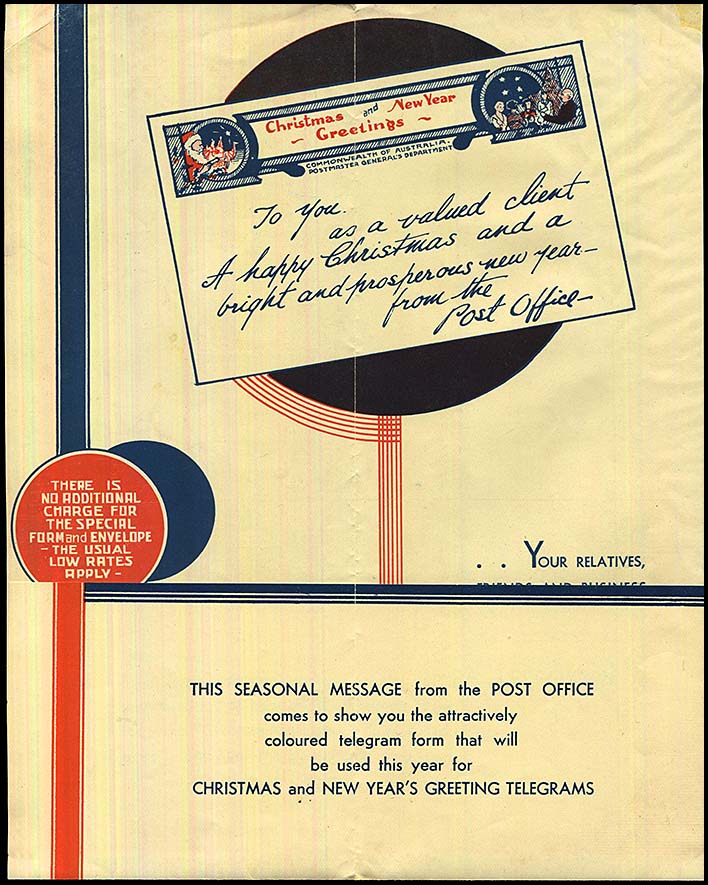 Christmas and New Year
~ Greetings ~
COMMONWEALTH OF AUSTRALIA.
POSTMASTER GENERAL'S DEPARTMENT
To You.
as a valued client
A happy Christmas and a
bright and prosperous new year—
from the
Post Office—
THERE IS
NO ADDITIONAL
CHARGE FOR
THE SPECIAL
FORM and ENVELOPE
– THE USUAL
LOW RATES
APPLY –
. . YOUR RELATIVES,
FRIENDS AND BUSINESS
THIS SEASONAL MESSAGE from the POST OFFICE
comes to show you the attractively
coloured telegram form that will
be used this year for
CHRISTMAS and NEW YEAR'S GREETING TELEGRAMS